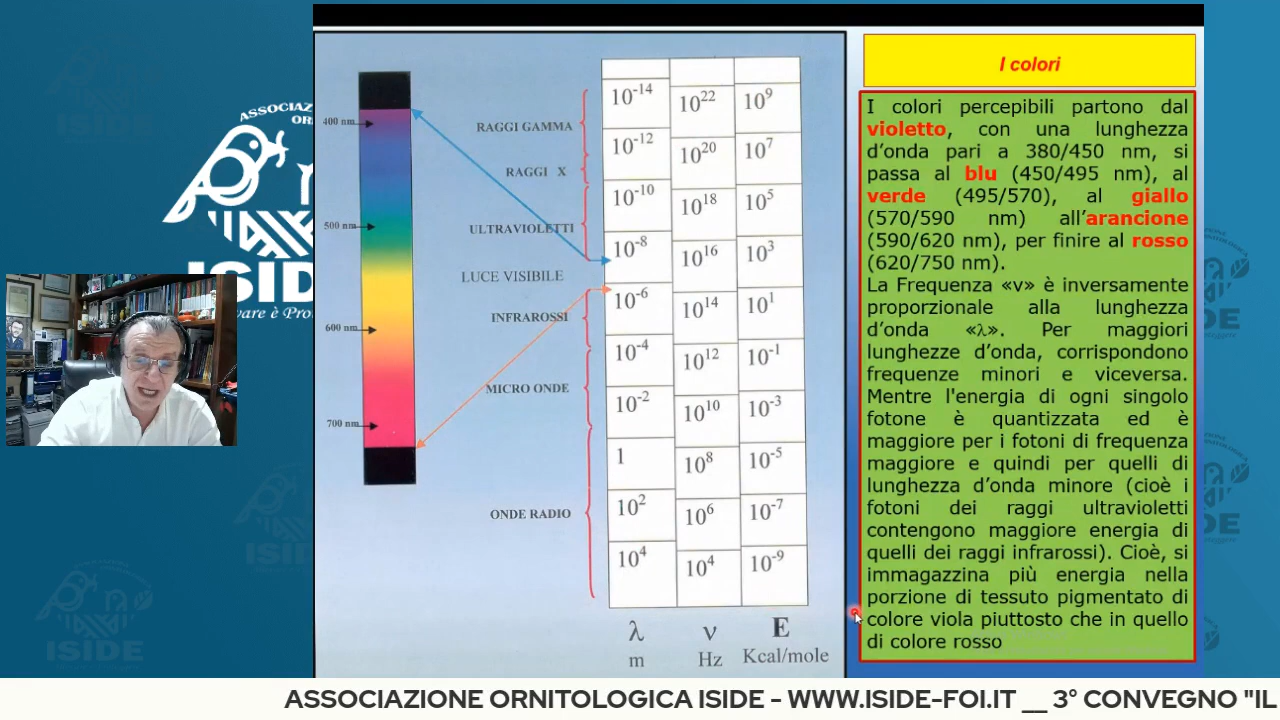 ASSOCIAZ
OR
ISIDE
vare è Pro
400 nm
500 nm
600 nm
700 nm
RAGGI GAMMA
RAGGI X
ULTRAVIOLETTI
LUCE VISIBILE
INFRAROSSI
MICRO ONDE
ONDE RADIO
10-14 10²² 10⁹
10-12 10²⁰ 10⁷
10-10 10¹⁸ 10⁵
10-8 10¹⁶ 10³
10-6 10¹⁴ 10¹
10-4 10¹² 10-1
10-2 10¹⁰ 10-3
1 10⁸ 10-5
10² 10⁶ 10-7
10⁴ 10⁴ 10-9
λ ν E
m Hz Kcal/mole
I colori
I colori percepibili partono dal
violetto, con una lunghezza
d’onda pari a 380/450 nm, si
passa al blu (450/495 nm), al
verde (495/570), al giallo
(570/590 nm) all’arancione
(590/620 nm), per finire al rosso
(620/750 nm).
La Frequenza «v» è inversamente
proporzionale alla lunghezza
d’onda «λ». Per maggiori
lunghezze d’onda, corrispondono
frequenze minori e viceversa.
Mentre l'energia di ogni singolo
fotone è quantizzata ed è
maggiore per i fotoni di frequenza
maggiore e quindi per quelli di
lunghezza d’onda minore (cioè i
fotoni dei raggi ultravioletti
contengono maggiore energia di
quelli dei raggi infrarossi). Cioè, si
immagazzina più energia nella
porzione di tessuto pigmentato di
colore viola piuttosto che in quello
di colore rosso
ISIDE
ASSOCIAZIONE ORNITOLOGICA ISIDE - WWW.ISIDE-FOI.IT __ 3° CONVEGNO "IL